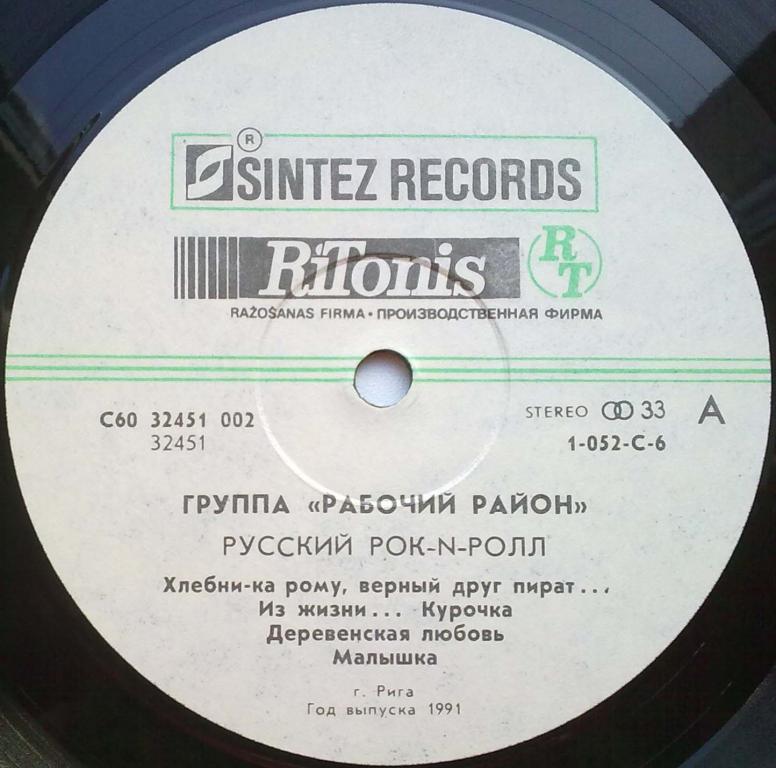 ®
SINTEZ RECORDS
RiTonis RT
RAŽOŠANAS FIRMA • ПРОИЗВОДСТВЕННАЯ ФИРМА
С60 32451 002
32451
STEREO 33 A
1-052-С-6
ГРУППА «РАБОЧИЙ РАЙОН»
РУССКИЙ РОК-N-РОЛЛ
Хлебни-ка рому, верный друг пират...
Из жизни... Курочка
Деревенская любовь
Малышка
г. Рига
Год выпуска 1991